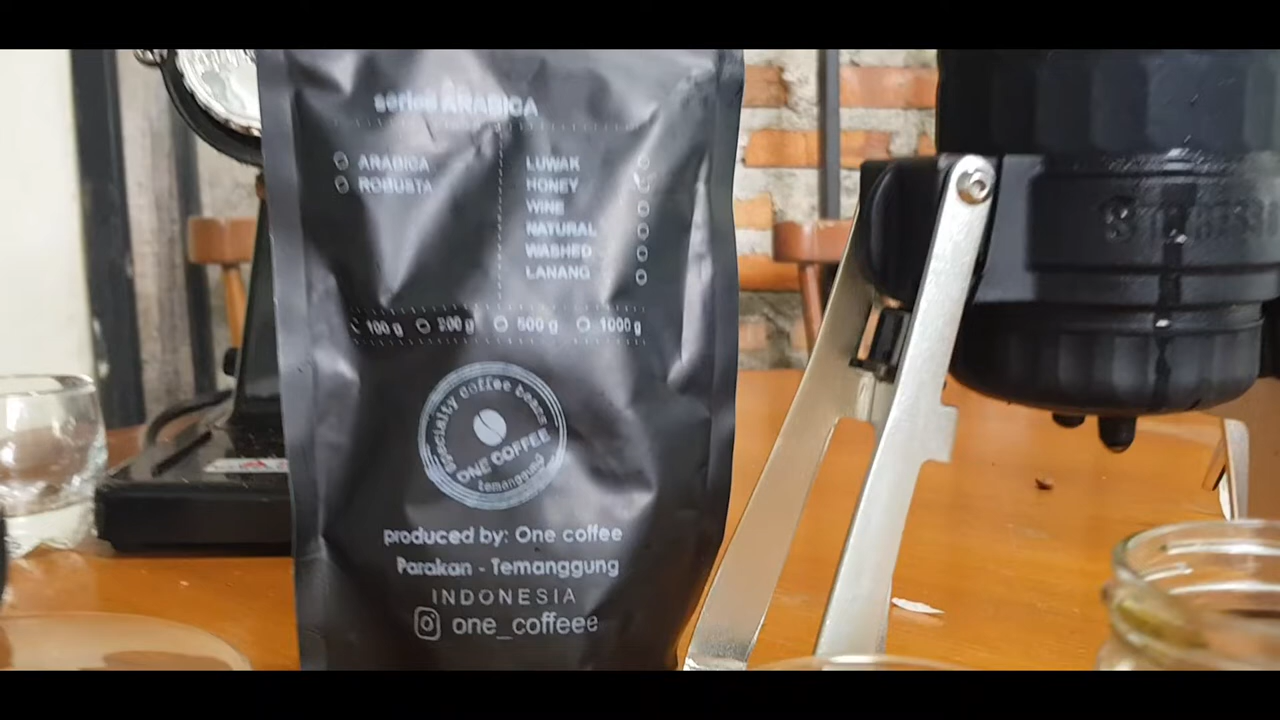 series ARABICA
ARABICA
ROBUSTA
LUWAK
HONEY
WINE
NATURAL
WASHED
LANANG
100 g 200 g 500 g 1000 g
Specialty coffee beans
ONE COFFEE
temanggung
produced by: One coffee
Parakan - Temanggung
INDONESIA
one_coffeee